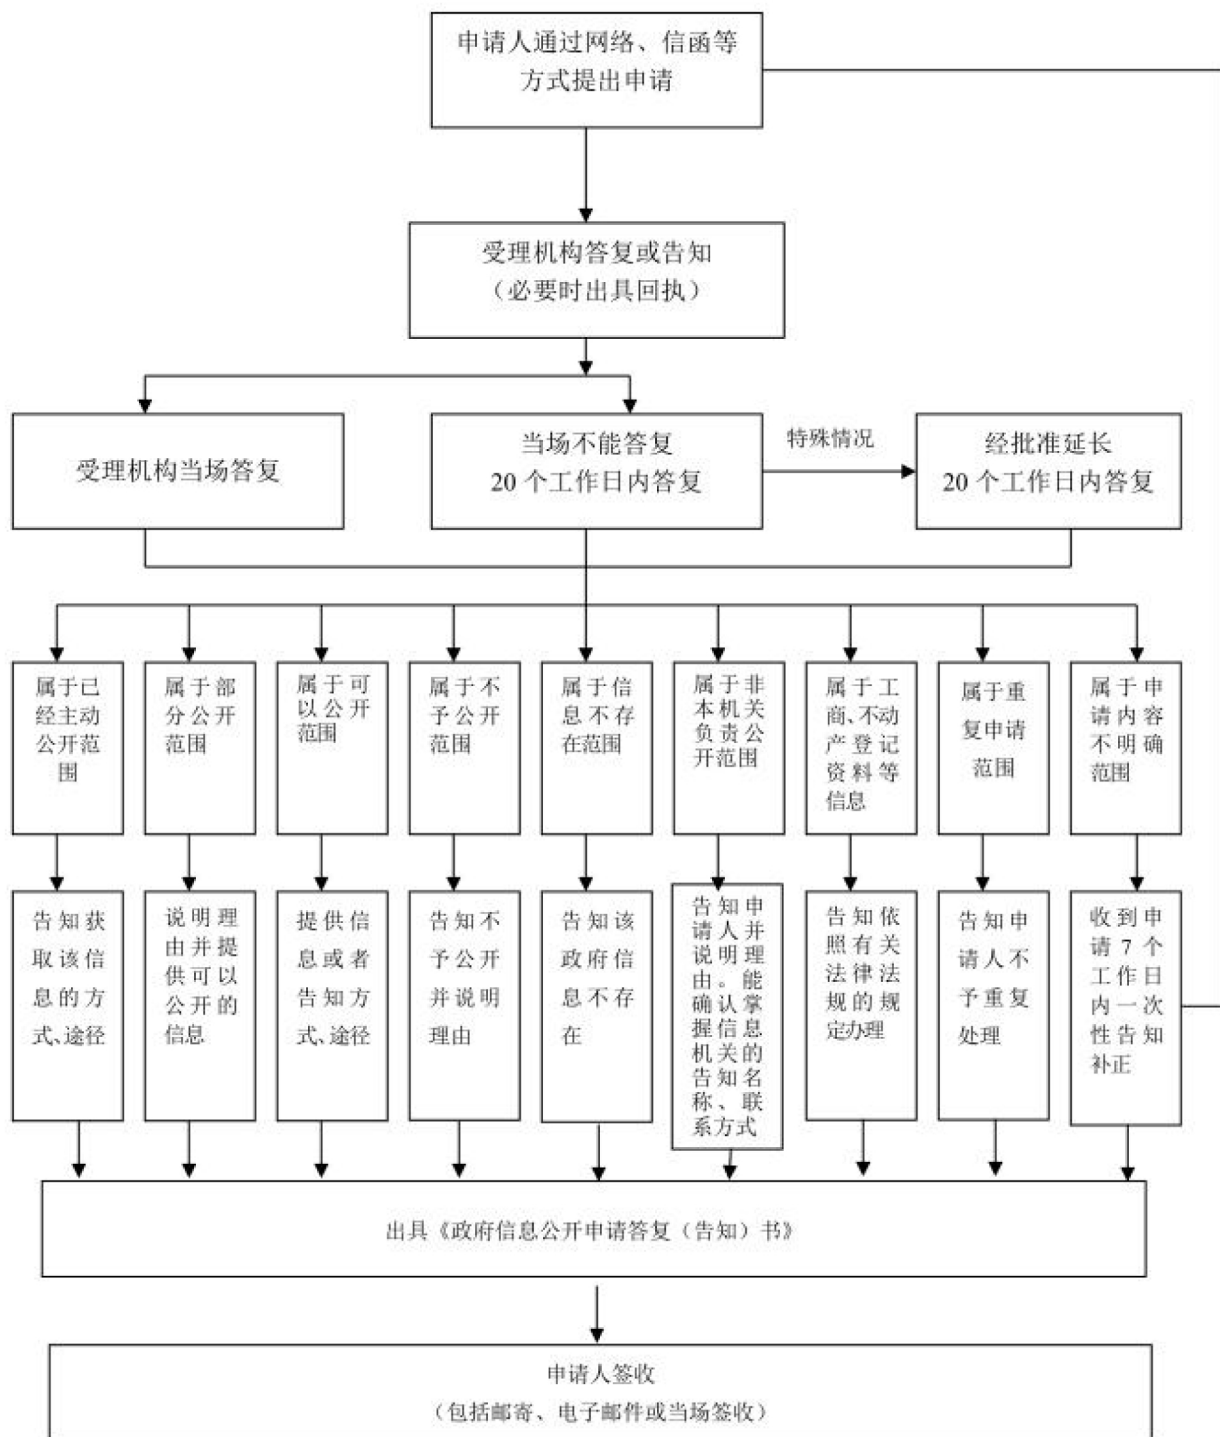 申请人通过网络、信函等
方式提出申请
受理机构答复或告知
（必要时出具回执）
受理机构当场答复
当场不能答复
20 个工作日内答复
特殊情况
经批准延长
20 个工作日内答复
属于已
经主动
公开范
围
属于部
分公开
范围
属于可
以公开
范围
属于不
予公开
范围
属于信
息不存
在范围
属于非
本机关
负责公
开范围
属于工
商、不动
产登记
资料等
信息
属于重
复申请
范围
属于申
请内容
不明确
范围
告知获
取该信
息的方
式、途径
说明理
由并提
供可以
公开的
信息
提供信
息或者
告知方
式、途径
告知不
予公开
并说明
理由
告知该
政府信
息不存
在
告知申
请人并
说明理
由。能
确认掌
握信息
机关的
告知名
称、联
系方式
告知依
照有关
法律法
规的规
定办理
告知申
请人不
予重复
处理
收到申
请 7 个
工作日
内一次
性告知
补正
出具《政府信息公开申请答复（告知）书》
申请人签收
（包括邮寄、电子邮件或当场签收）